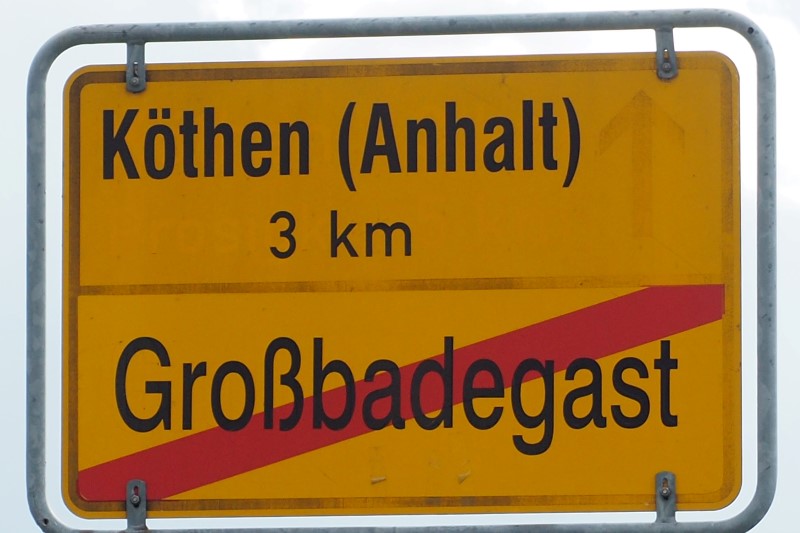 Köthen (Anhalt)
3 km
Großbadegast